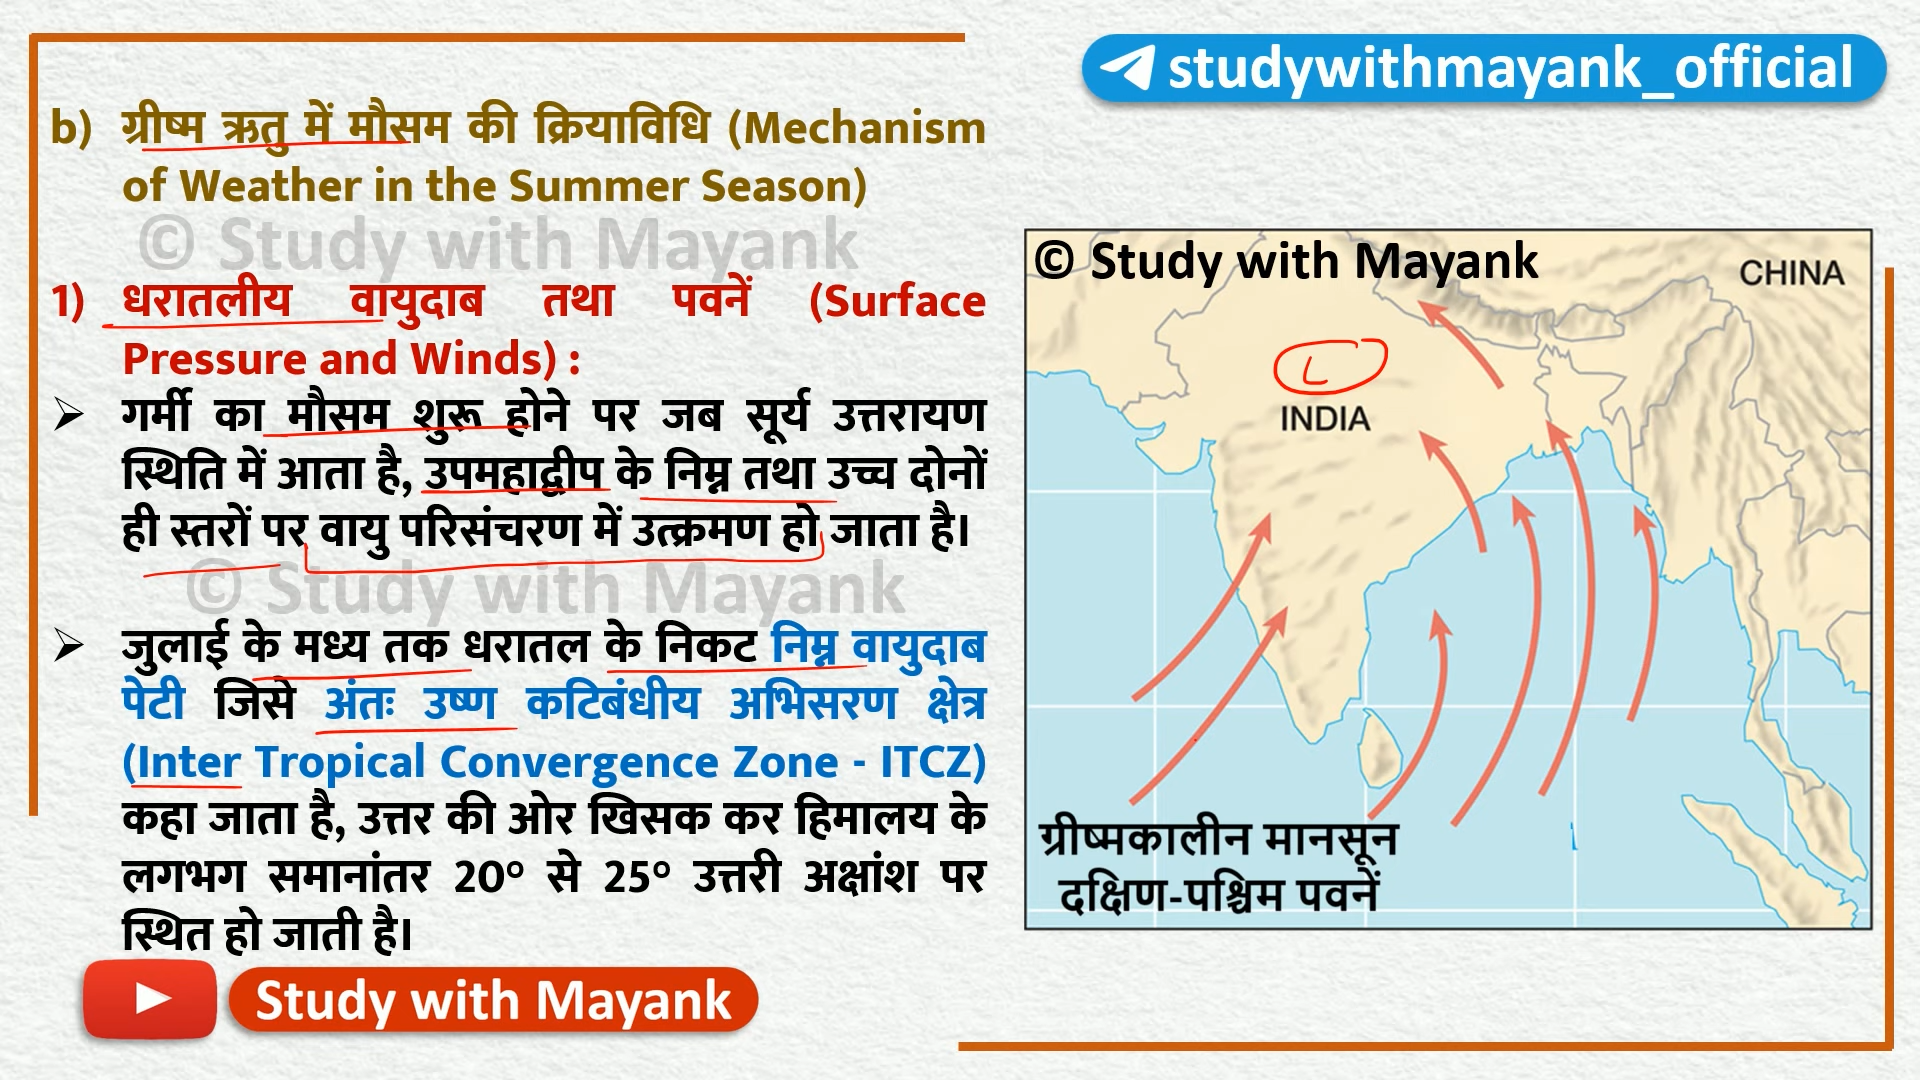 studywithmayank_official
b) ग्रीष्म ऋतु में मौसम की क्रियाविधि (Mechanism
of Weather in the Summer Season)
© Study with Mayank
1) धरातलीय वायुदाब तथा पवनें (Surface
Pressure and Winds) :
➢ गर्मी का मौसम शुरू होने पर जब सूर्य उत्तरायण
स्थिति में आता है, उपमहाद्वीप के निम्न तथा उच्च दोनों
ही स्तरों पर वायु परिसंचरण में उत्क्रमण हो जाता है।
© Study with Mayank
➢ जुलाई के मध्य तक धरातल के निकट निम्न वायुदाब
पेटी जिसे अंतः उष्ण कटिबंधीय अभिसरण क्षेत्र
(Inter Tropical Convergence Zone - ITCZ)
कहा जाता है, उत्तर की ओर खिसक कर हिमालय के
लगभग समानांतर 20° से 25° उत्तरी अक्षांश पर
स्थित हो जाती है।
Study with Mayank
© Study with Mayank
CHINA
L
INDIA
ग्रीष्मकालीन मानसून
दक्षिण-पश्चिम पवनें